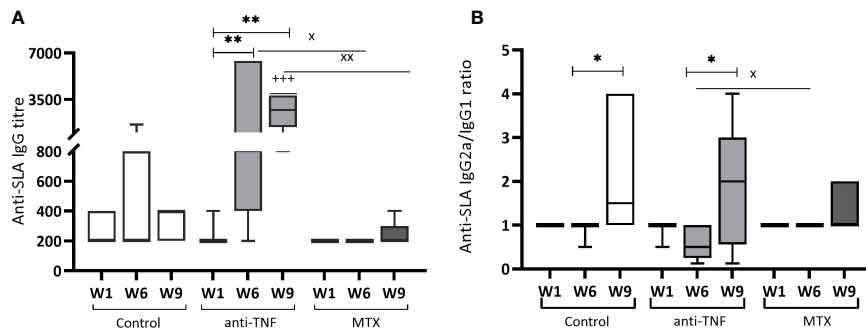 A
Anti-SLA IgG titre
7000
3500
800
600
400
200
0
**
**
x
xx
+++
W1 W6 W9 W1 W6 W9 W1 W6 W9
Control anti-TNF MTX
B
Anti-SLA IgG2a/IgG1 ratio
5
4
3
2
1
0
*
*
x
W1 W6 W9 W1 W6 W9 W1 W6 W9
Control anti-TNF MTX